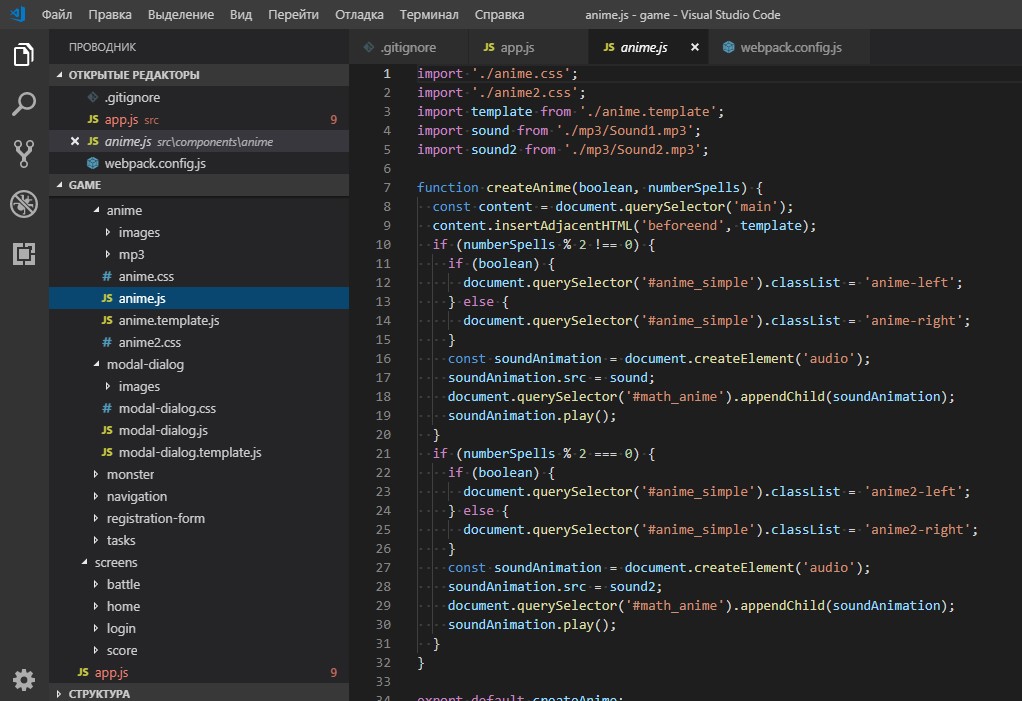 Файл Правка Выделение Вид Перейти Отладка Терминал Справка anime.js - game - Visual Studio Code
ПРОВОДНИК
ОТКРЫТЫЕ РЕДАКТОРЫ
.gitignore
JS app.js src 9
JS anime.js src\components\anime
webpack.config.js
GAME
anime
images
mp3
# anime.css
JS anime.js
JS anime.template.js
# anime2.css
modal-dialog
images
# modal-dialog.css
JS modal-dialog.js
JS modal-dialog.template.js
monster
navigation
registration-form
tasks
screens
battle
home
login
score
JS app.js 9
СТРУКТУРА
.gitignore JS app.js JS anime.js webpack.config.js
1 import './anime.css';
2 import './anime2.css';
3 import template from './anime.template';
4 import sound from './mp3/Sound1.mp3';
5 import sound2 from './mp3/Sound2.mp3';
6
7 function createAnime(boolean, numberSpells) {
8 const content = document.querySelector('main');
9 content.insertAdjacentHTML('beforeend', template);
10 if (numberSpells % 2 !== 0) {
11 if (boolean) {
12 document.querySelector('#anime_simple').classList = 'anime-left';
13 } else {
14 document.querySelector('#anime_simple').classList = 'anime-right';
15 }
16 const soundAnimation = document.createElement('audio');
17 soundAnimation.src = sound;
18 document.querySelector('#math_anime').appendChild(soundAnimation);
19 soundAnimation.play();
20 }
21 if (numberSpells % 2 === 0) {
22 if (boolean) {
23 document.querySelector('#anime_simple').classList = 'anime2-left';
24 } else {
25 document.querySelector('#anime_simple').classList = 'anime2-right';
26 }
27 const soundAnimation = document.createElement('audio');
28 soundAnimation.src = sound2;
29 document.querySelector('#math_anime').appendChild(soundAnimation);
30 soundAnimation.play();
31 }
32 }
33
34 export default createAnime;